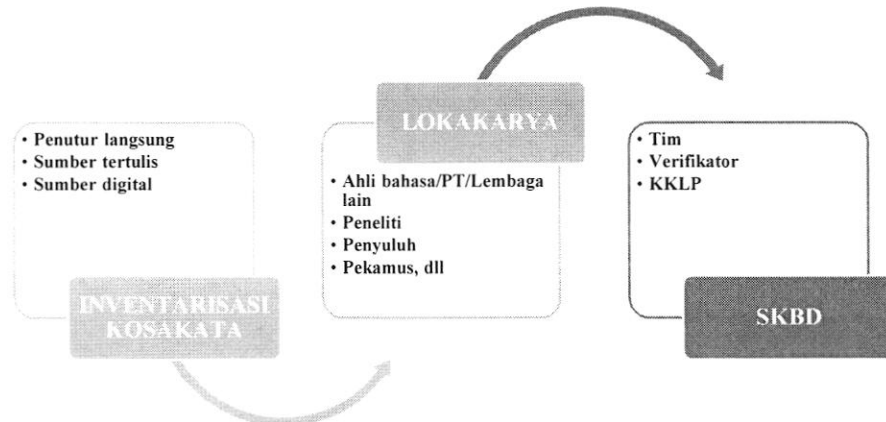 • Penutur langsung
• Sumber tertulis
• Sumber digital
INVENTARISASI
KOSAKATA
LOKAKARYA
• Ahli bahasa/PT/Lembaga
lain
• Peneliti
• Penyuluh
• Pekamus, dll
• Tim
• Verifikator
• KKLP
SKBD